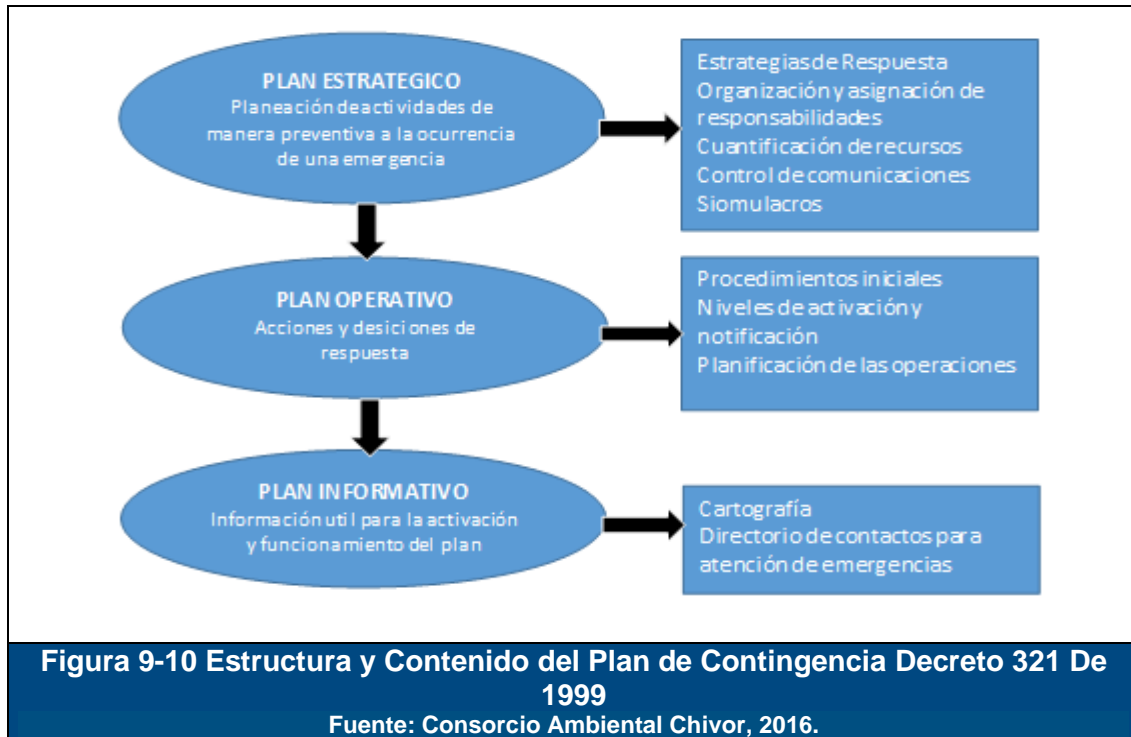 PLAN ESTRATEGICO
Planeación de actividades de
manera preventiva a la ocurrencia
de una emergencia
Estrategias de Respuesta
Organización y asignación de
responsabilidades
Cuantificación de recursos
Control de comunicaciones
Siomulacros
PLAN OPERATIVO
Acciones y desiciones de
respuesta
Procedimientos iniciales
Niveles de activación y
notificación
Planificación de las operaciones
PLAN INFORMATIVO
Información util para la activación
y funcionamiento del plan
Cartografía
Directorio de contactos para
atención de emergencias
Figura 9-10 Estructura y Contenido del Plan de Contingencia Decreto 321 De
1999
Fuente: Consorcio Ambiental Chivor, 2016.